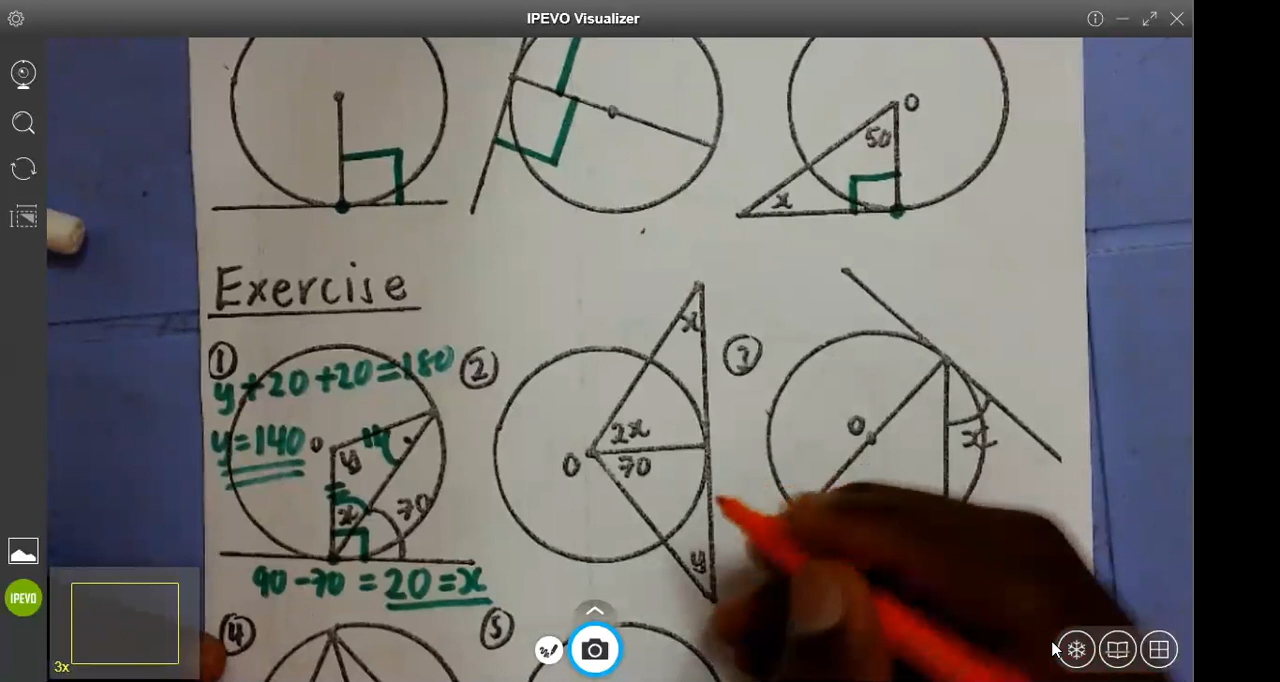 IPEVO Visualizer
O
50
x
Exercise
①
y+20+20=180
y=140
O
y
x
70
90-70=20=x
②
x
2x
O
70
y
③
O
x
④
⑤
IPEVO
3x